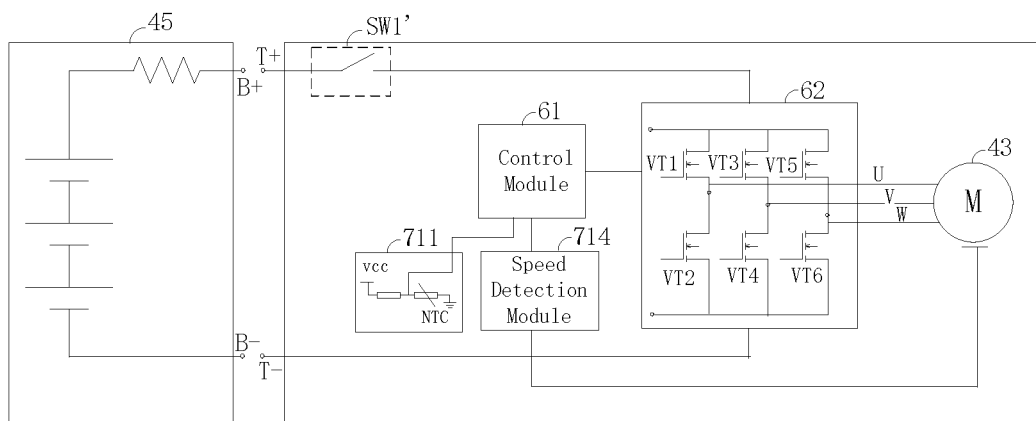 45
SW1'
T+
B+
61
62
Control
Module
VT1
VT3
VT5
43
U
V
W
M
711
714
vcc
NTC
Speed
Detection
Module
VT2
VT4
VT6
B-
T-